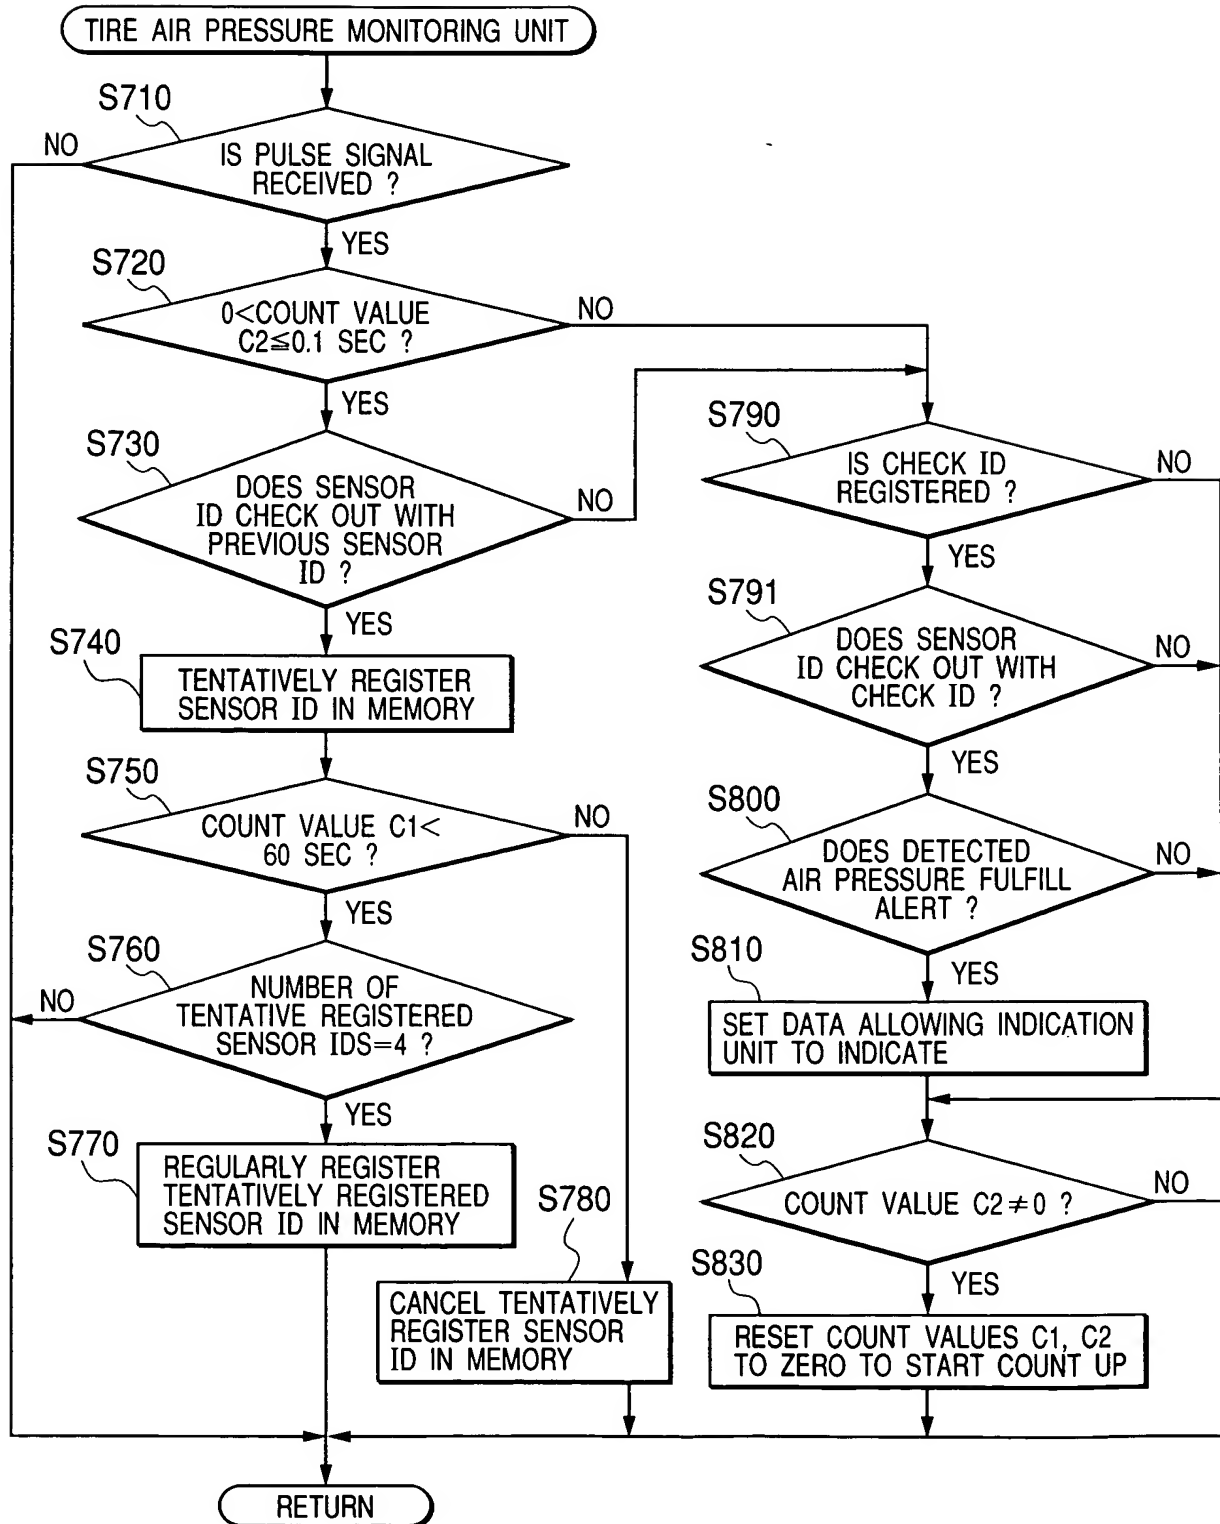 TIRE AIR PRESSURE MONITORING UNIT
S710
NO
IS PULSE SIGNAL
RECEIVED ?
YES
S720
0<COUNT VALUE
C2≦0.1 SEC ?
NO
YES
S730
DOES SENSOR
ID CHECK OUT WITH
PREVIOUS SENSOR
ID ?
NO
YES
S740
TENTATIVELY REGISTER
SENSOR ID IN MEMORY
S750
COUNT VALUE C1<
60 SEC ?
NO
YES
S760
NO
NUMBER OF
TENTATIVE REGISTERED
SENSOR IDS=4 ?
YES
S770
REGULARLY REGISTER
TENTATIVELY REGISTERED
SENSOR ID IN MEMORY
S780
CANCEL TENTATIVELY
REGISTER SENSOR
ID IN MEMORY
S790
IS CHECK ID
REGISTERED ?
NO
YES
S791
DOES SENSOR
ID CHECK OUT WITH
CHECK ID ?
NO
YES
S800
DOES DETECTED
AIR PRESSURE FULFILL
ALERT ?
NO
YES
S810
SET DATA ALLOWING INDICATION
UNIT TO INDICATE
S820
COUNT VALUE C2≠0 ?
NO
YES
S830
RESET COUNT VALUES C1, C2
TO ZERO TO START COUNT UP
RETURN